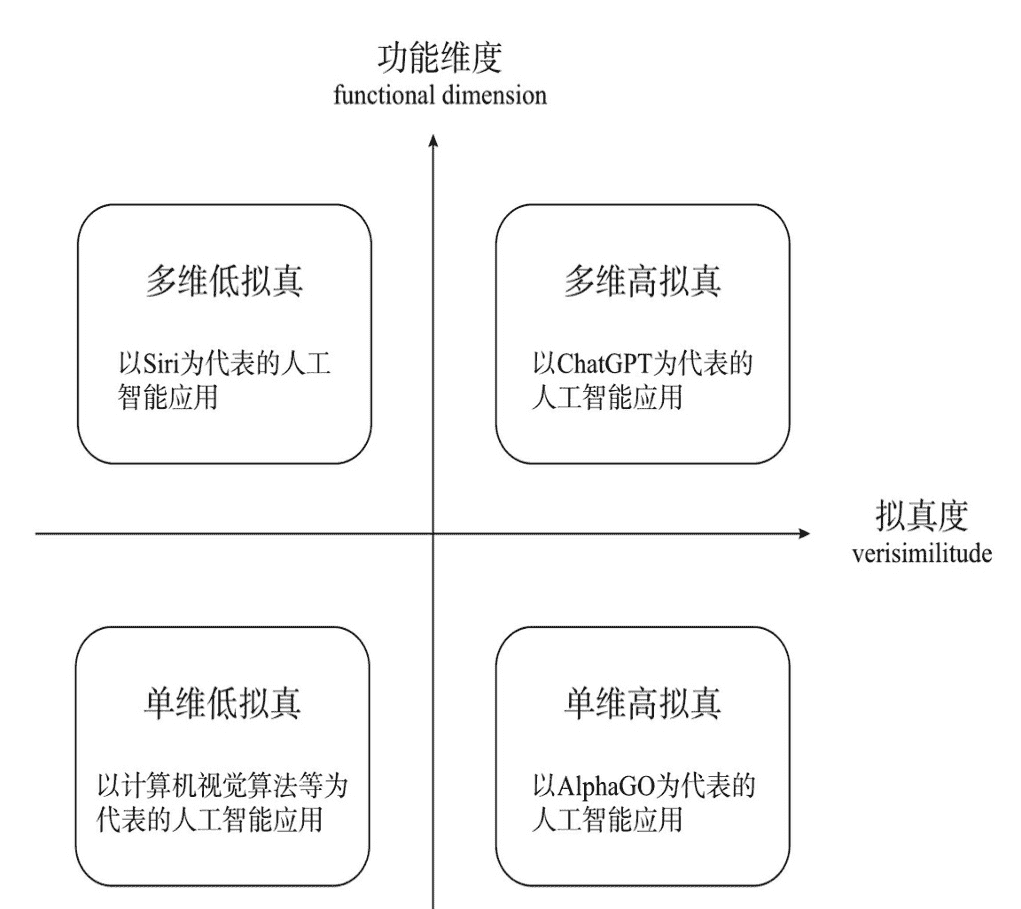 功能维度
functional dimension
多维低拟真
以Siri为代表的人工
智能应用
多维高拟真
以ChatGPT为代表的
人工智能应用
拟真度
verisimilitude
单维低拟真
以计算机视觉算法等为
代表的人工智能应用
单维高拟真
以AlphaGO为代表的
人工智能应用